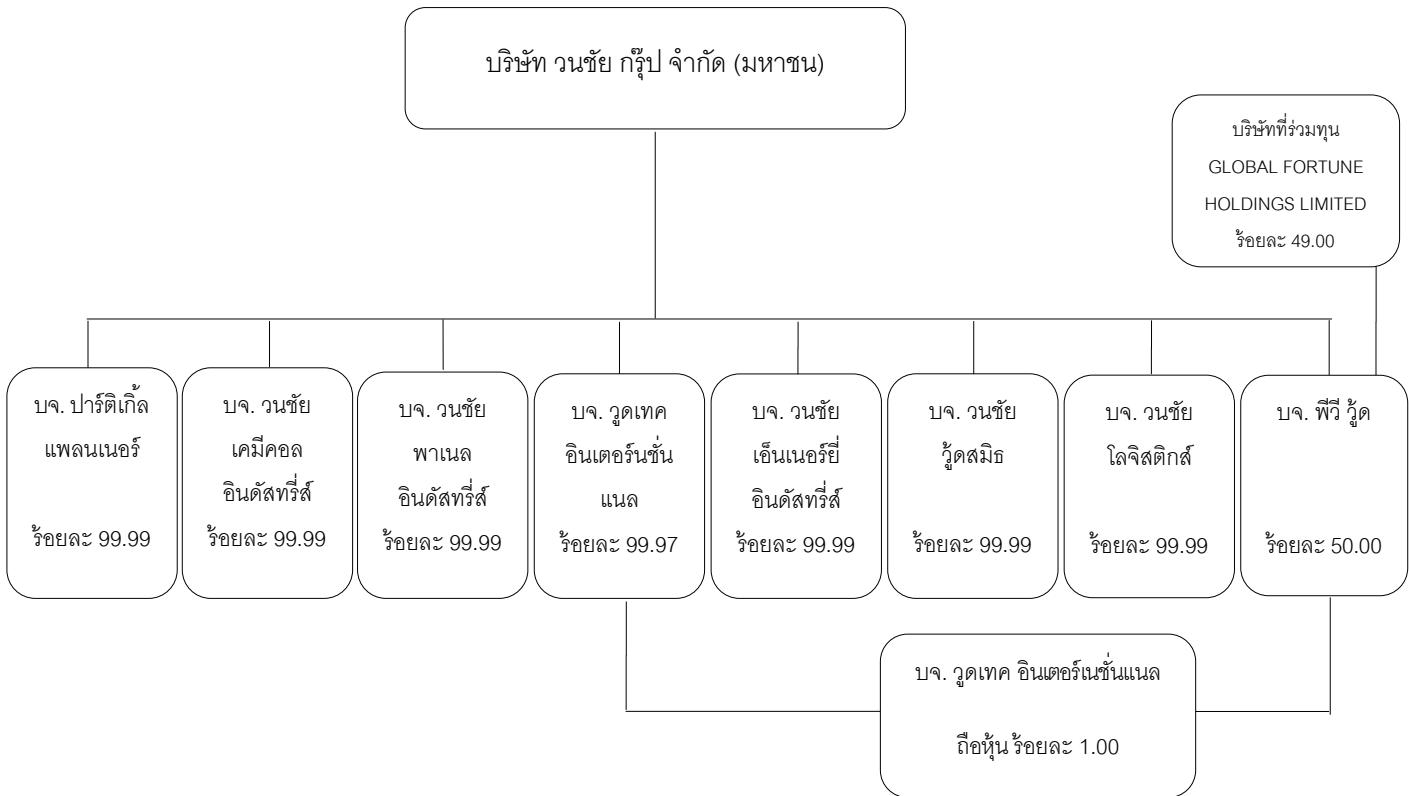 บริษัท วนชัย กรุ๊ป จำกัด (มหาชน)
บริษัทที่ร่วมทุน
GLOBAL FORTUNE
HOLDINGS LIMITED
ร้อยละ 49.00
บจ. ปาร์ติเกิ้ล
แพลนเนอร์
ร้อยละ 99.99
บจ. วนชัย
เคมีคอล
อินดัสทรี่ส์
ร้อยละ 99.99
บจ. วนชัย
พาเนล
อินดัสทรี่ส์
ร้อยละ 99.99
บจ. วูดเทค
อินเตอร์นชั่น
แนล
ร้อยละ 99.97
บจ. วนชัย
เอ็นเนอร์ยี่
อินดัสทรี่ส์
ร้อยละ 99.99
บจ. วนชัย
วู้ดสมิธ
ร้อยละ 99.99
บจ. วนชัย
โลจิสติกส์
ร้อยละ 99.99
บจ. พีวี วู้ด
ร้อยละ 50.00
บจ. วูดเทค อินเตอร์เนชั่นแนล
ถือหุ้น ร้อยละ 1.00